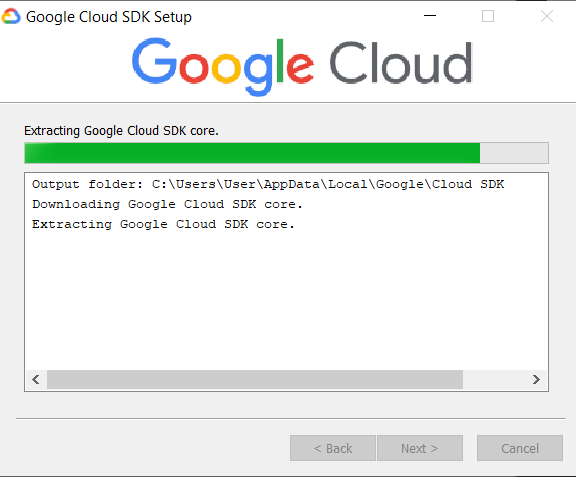 Google Cloud SDK Setup
Google Cloud
Extracting Google Cloud SDK core.
Output folder: C:\Users\User\AppData\Local\Google\Cloud SDK
Downloading Google Cloud SDK core.
Extracting Google Cloud SDK core.
< Back
Next >
Cancel